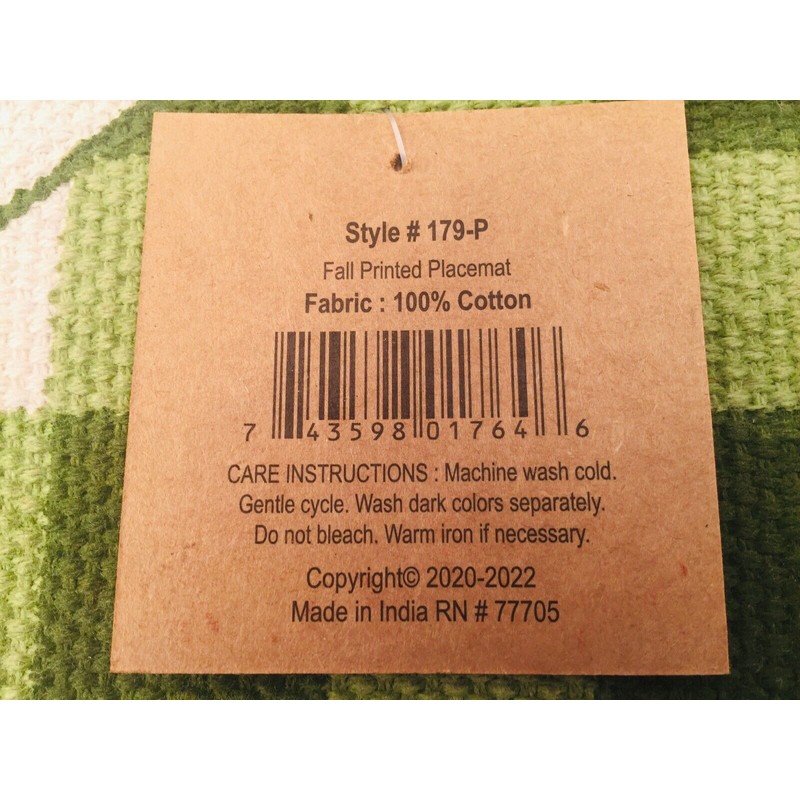 Style # 179-P
Fall Printed Placemat
Fabric : 100% Cotton
7 43598 01764 6
CARE INSTRUCTIONS : Machine wash cold.
Gentle cycle. Wash dark colors separately.
Do not bleach. Warm iron if necessary.
Copyright© 2020-2022
Made in India RN # 77705